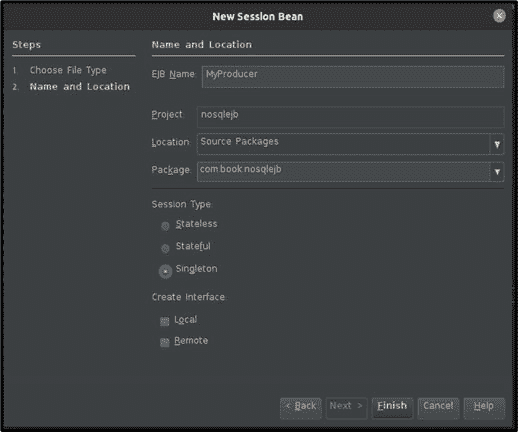 New Session Bean
Steps
1. Choose File Type
2. Name and Location
Name and Location
EJB Name: MyProducer
Project: nosqlejb
Location: Source Packages
Package: com.book.nosqlejb
Session Type:
Stateless
Stateful
Singleton
Create Interface:
Local
Remote
< Back Next > Finish Cancel Help